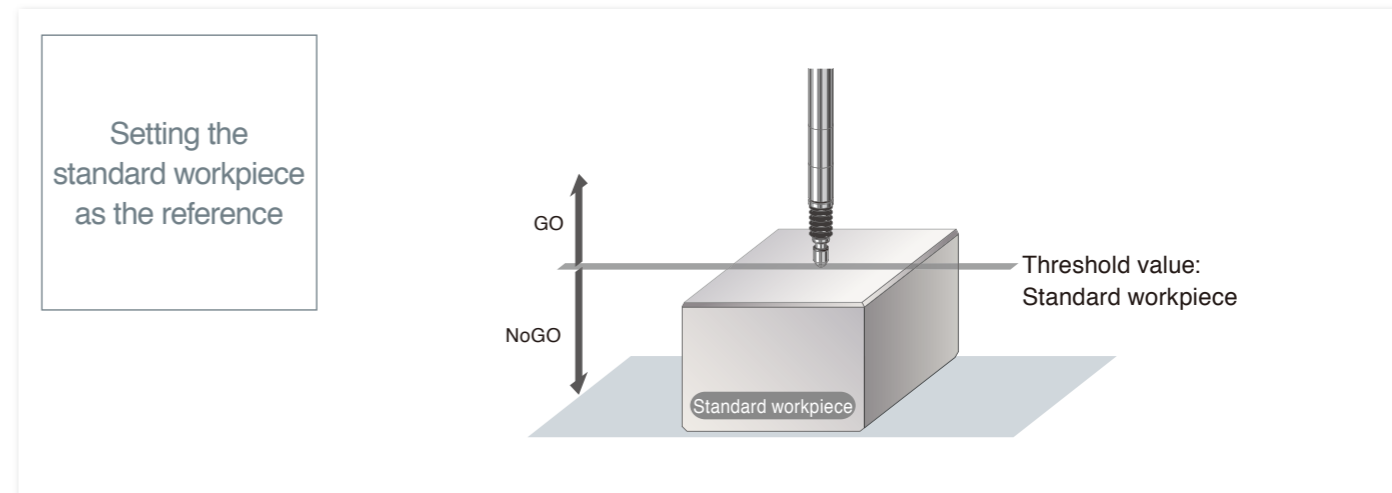 Setting the
standard workpiece
as the reference
GO
NoGO
Threshold value:
Standard workpiece
Standard workpiece